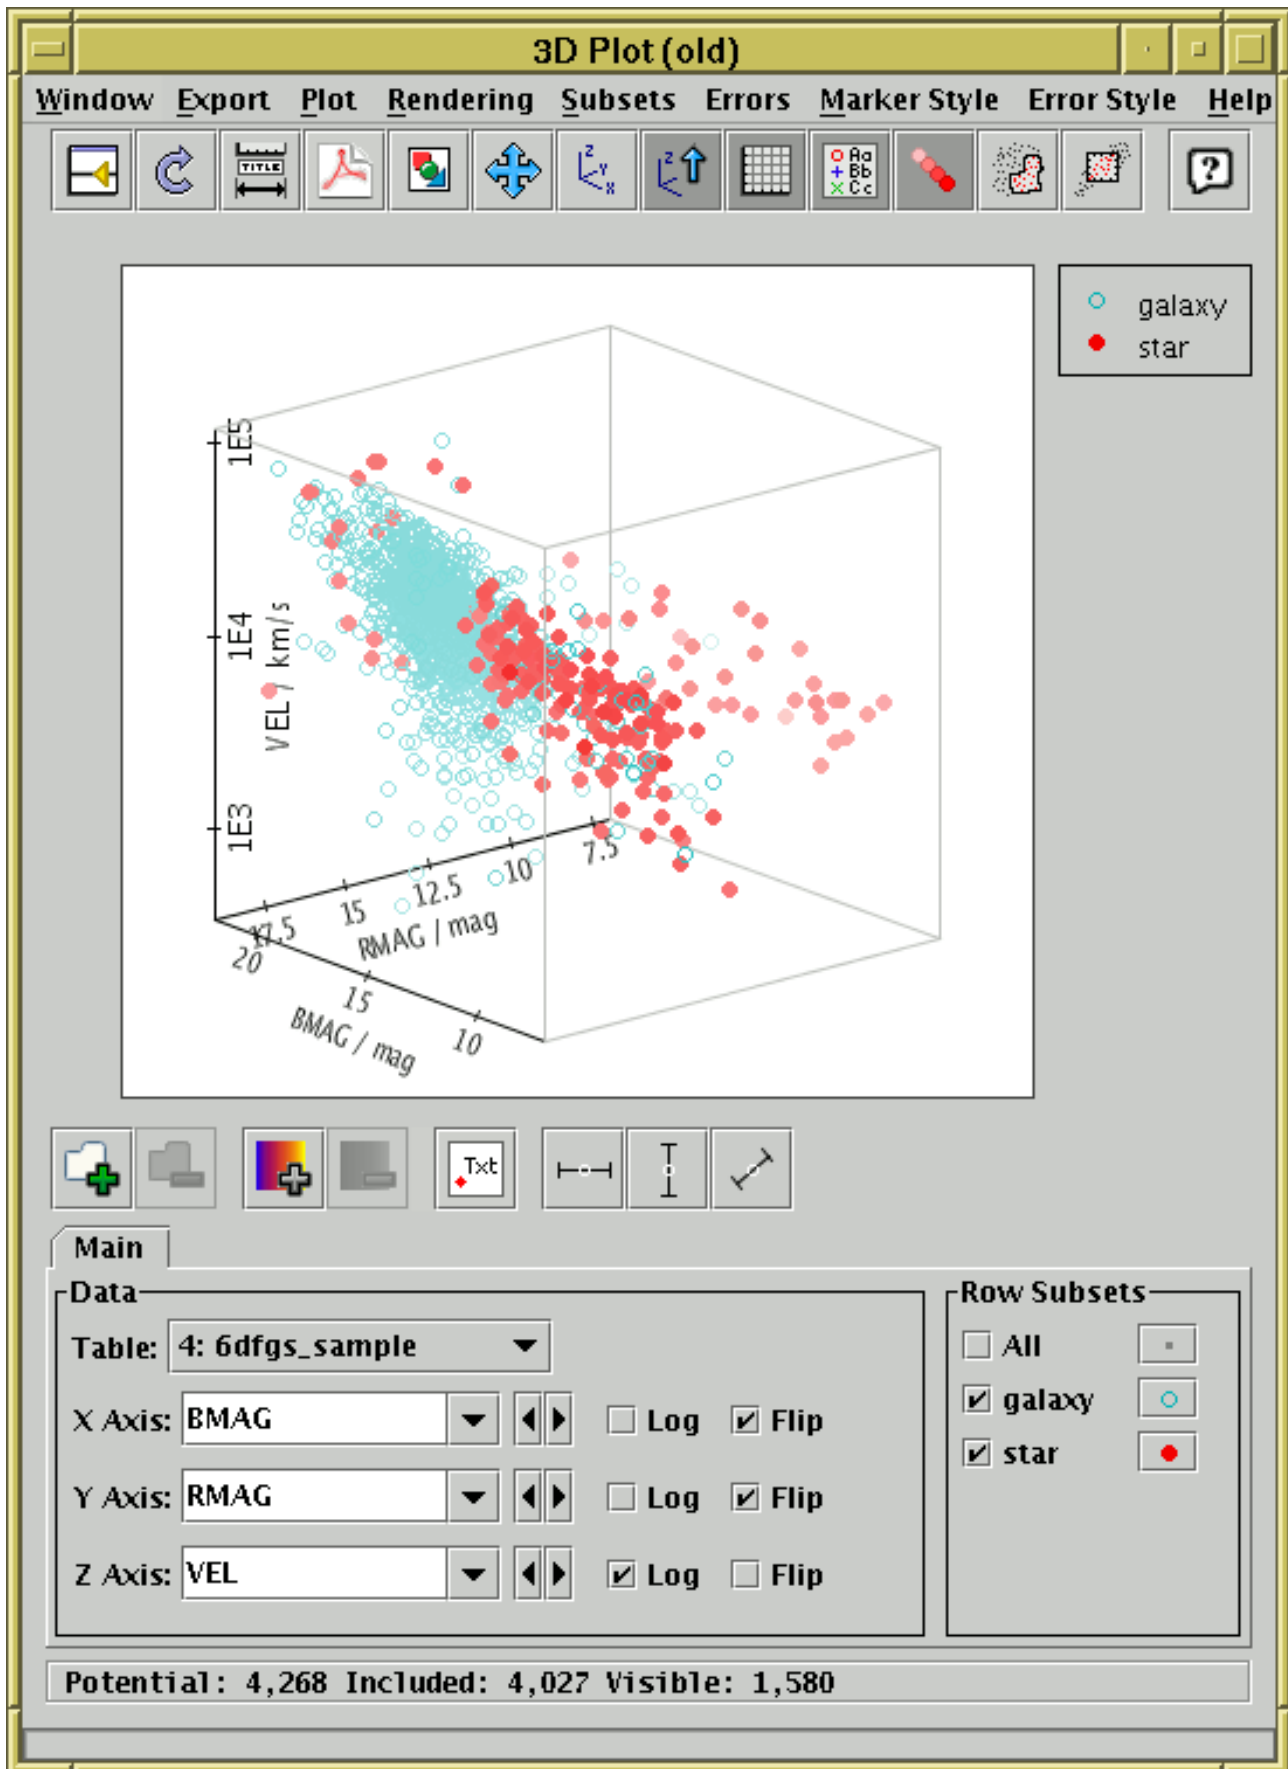 3D Plot (old)
Window Export Plot Rendering Subsets Errors Marker Style Error Style Help
TITLE
Z Y X
Z
Aa
Bb
Cc
?
galaxy
star
1E5
1E4
1E3
VEL / km/s
17.5 15 12.5 10 7.5
RMAG / mag
20 15 10
BMAG / mag
Txt
Main
Data
Table: 4: 6dfgs_sample
X Axis: BMAG Log Flip
Y Axis: RMAG Log Flip
Z Axis: VEL Log Flip
Row Subsets
All
galaxy
star
Potential: 4,268 Included: 4,027 Visible: 1,580